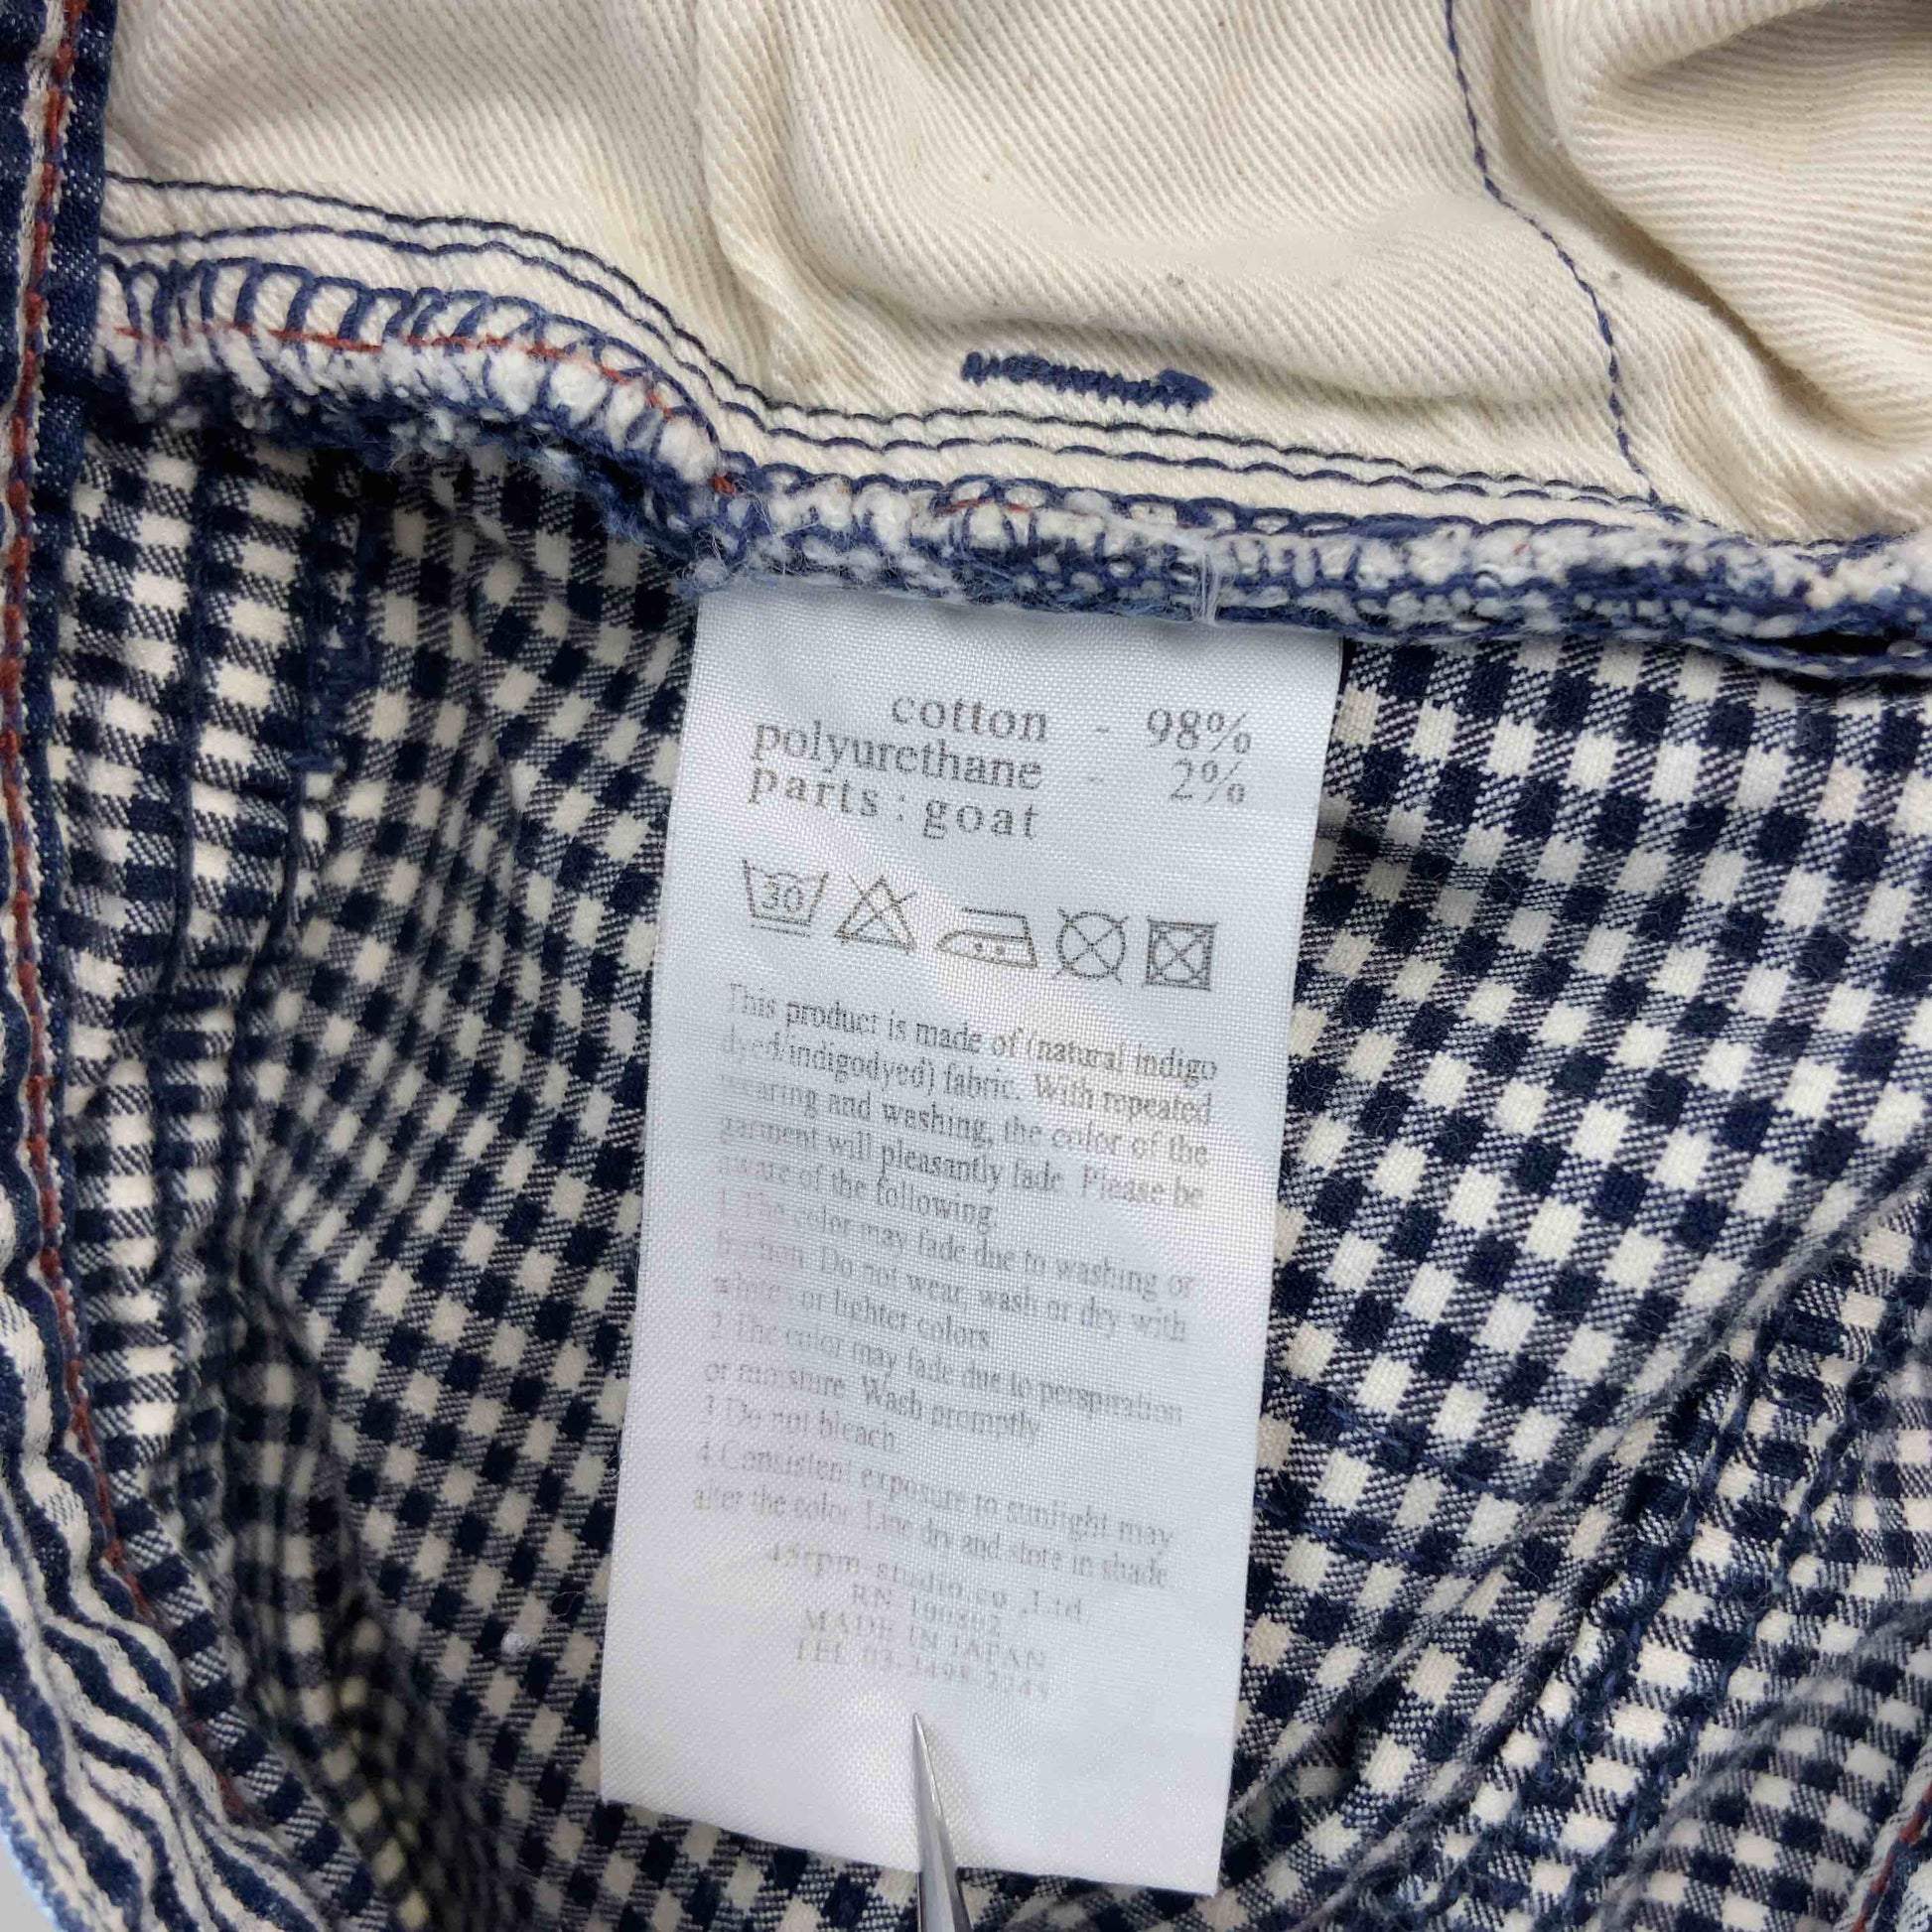 cotton - 98%
polyurethane - 2%
parts : goat
30
This product is made of (natural indigo
dyed/indigodyed) fabric. With repeated
wearing and washing, the color of the
garment will pleasantly fade. Please be
aware of the following.
1 The color may fade due to washing or
friction. Do not wear, wash or dry with
whites or lighter colors
2 The color may fade due to perspiration
or moisture. Wash promptly
3 Do not bleach.
4 Consistent exposure to sunlight may
alter the color. Line dry and store in shade
45rpm-studio.co.,Ltd.
RN
MADE IN JAPAN
TEL